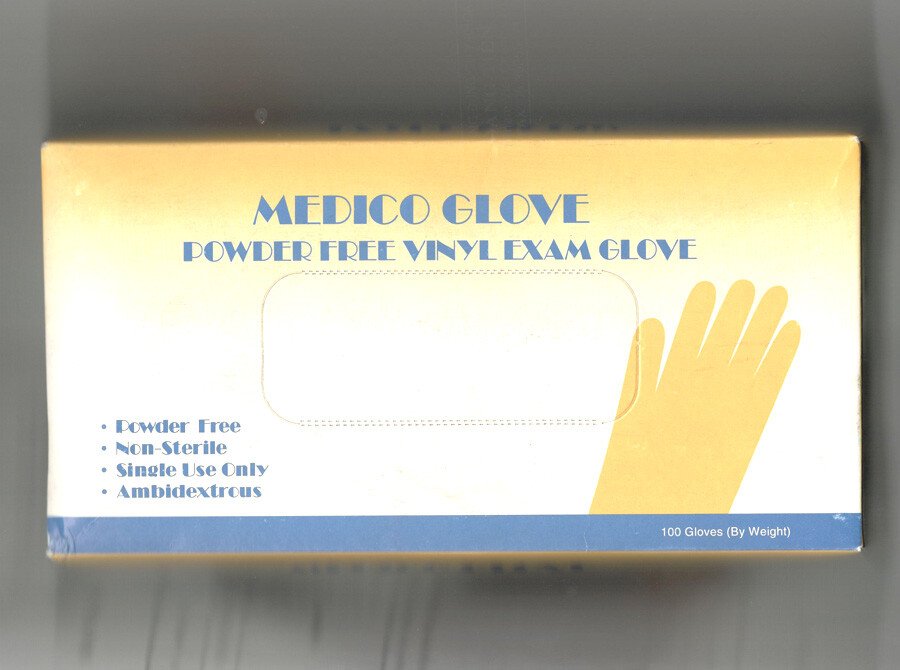 MEDICO GLOVE
POWDER FREE VINYL EXAM GLOVE
• Powder Free
• Non-Sterile
• Single Use Only
• Ambidextrous
100 Gloves (By Weight)